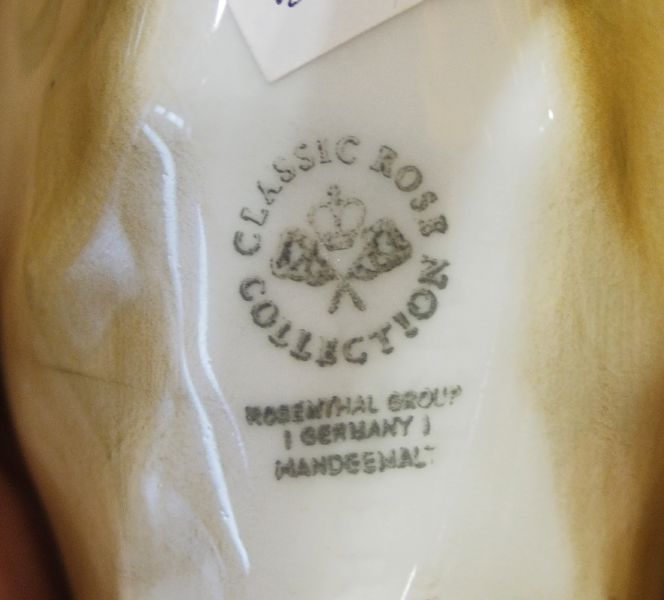 CLASSIC ROSE
COLLECTION
ROSENTHAL GROUP
| GERMANY |
HANDGEMALT